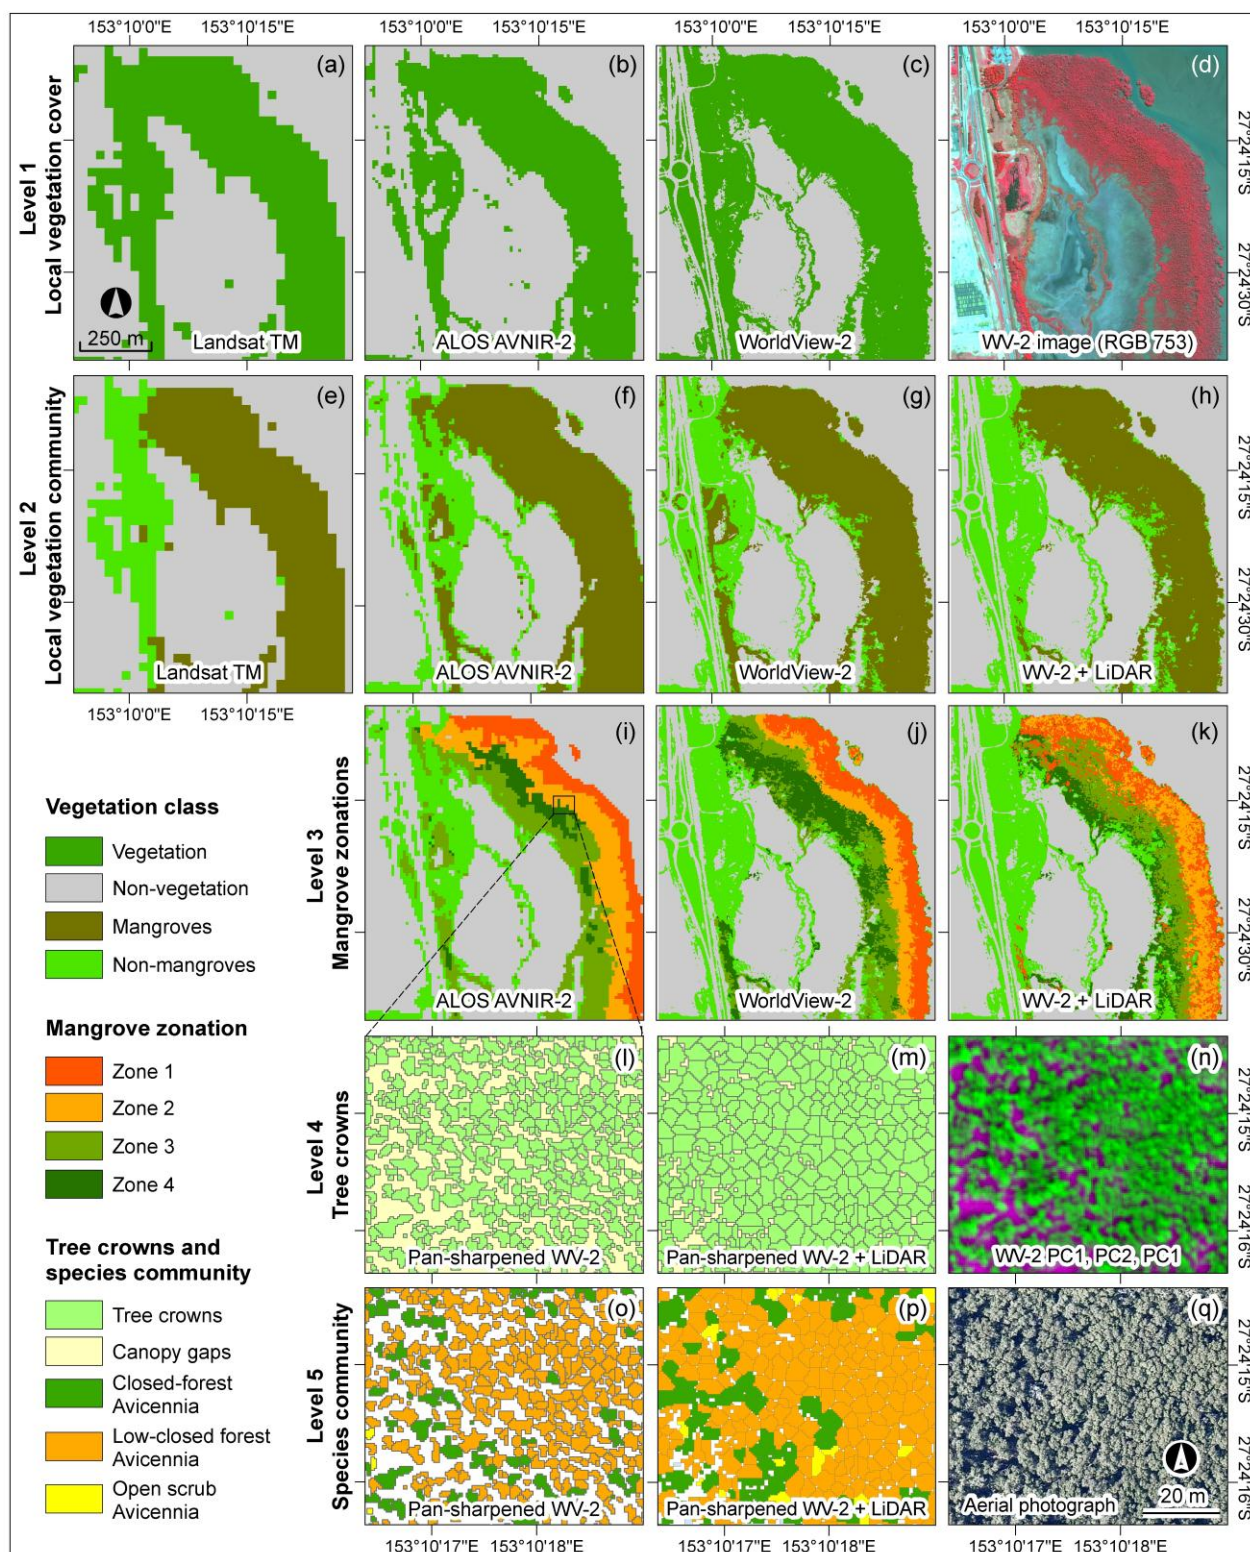 153°10'0"E 153°10'15"E 153°10'0"E 153°10'15"E 153°10'0"E 153°10'15"E 153°10'0"E 153°10'15"E
Level 1
Local vegetation cover
(a) (b) (c) (d)
27°24'15"S
27°24'30"S
250 m
Landsat TM
ALOS AVNIR-2
WorldView-2
WV-2 image (RGB 753)
Level 2
Local vegetation community
(e) (f) (g) (h)
27°24'15"S
27°24'30"S
Landsat TM
ALOS AVNIR-2
WorldView-2
WV-2 + LiDAR
153°10'0"E 153°10'15"E
Level 3
Mangrove zonations
(i) (j) (k)
27°24'15"S
27°24'30"S
ALOS AVNIR-2
WorldView-2
WV-2 + LiDAR
Vegetation class
Vegetation
Non-vegetation
Mangroves
Non-mangroves
Mangrove zonation
Zone 1
Zone 2
Zone 3
Zone 4
Tree crowns and
species community
Tree crowns
Canopy gaps
Closed-forest
Avicennia
Low-closed forest
Avicennia
Open scrub
Avicennia
Level 4
Tree crowns
(l) (m) (n)
27°24'15"S
27°24'16"S
Pan-sharpened WV-2
Pan-sharpened WV-2 + LiDAR
WV-2 PC1, PC2, PC1
Level 5
Species community
(o) (p) (q)
27°24'15"S
27°24'16"S
Pan-sharpened WV-2
Pan-sharpened WV-2 + LiDAR
Aerial photograph
20 m
153°10'17"E 153°10'18"E 153°10'17"E 153°10'18"E 153°10'17"E 153°10'18"E